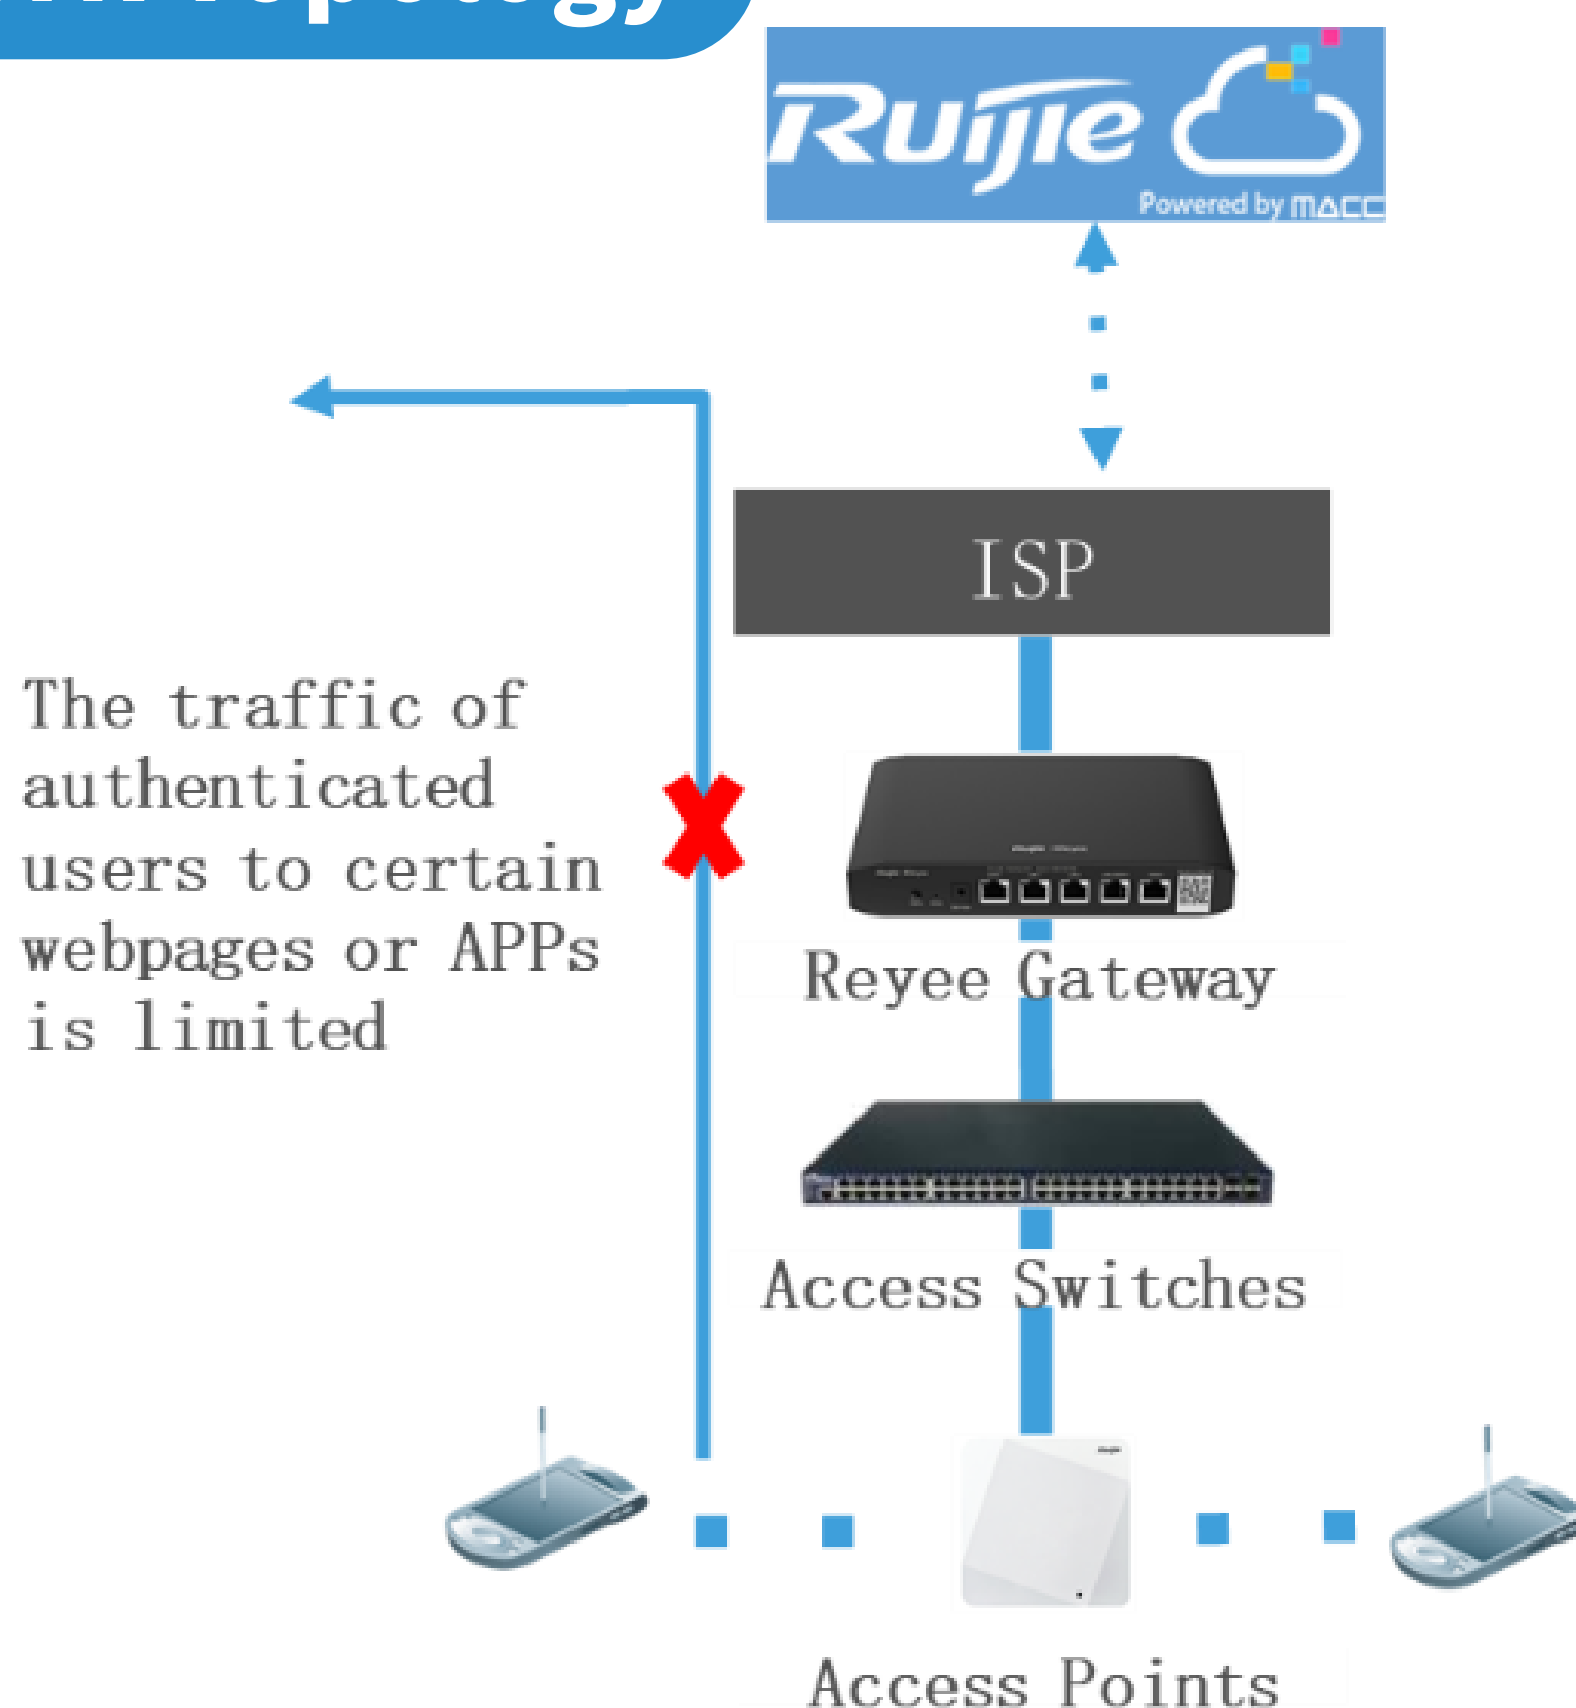 Topology
Ruijie
Powered by MACC
ISP
The traffic of
authenticated
users to certain
webpages or APPs
is limited
Reyee Gateway
Access Switches
Access Points